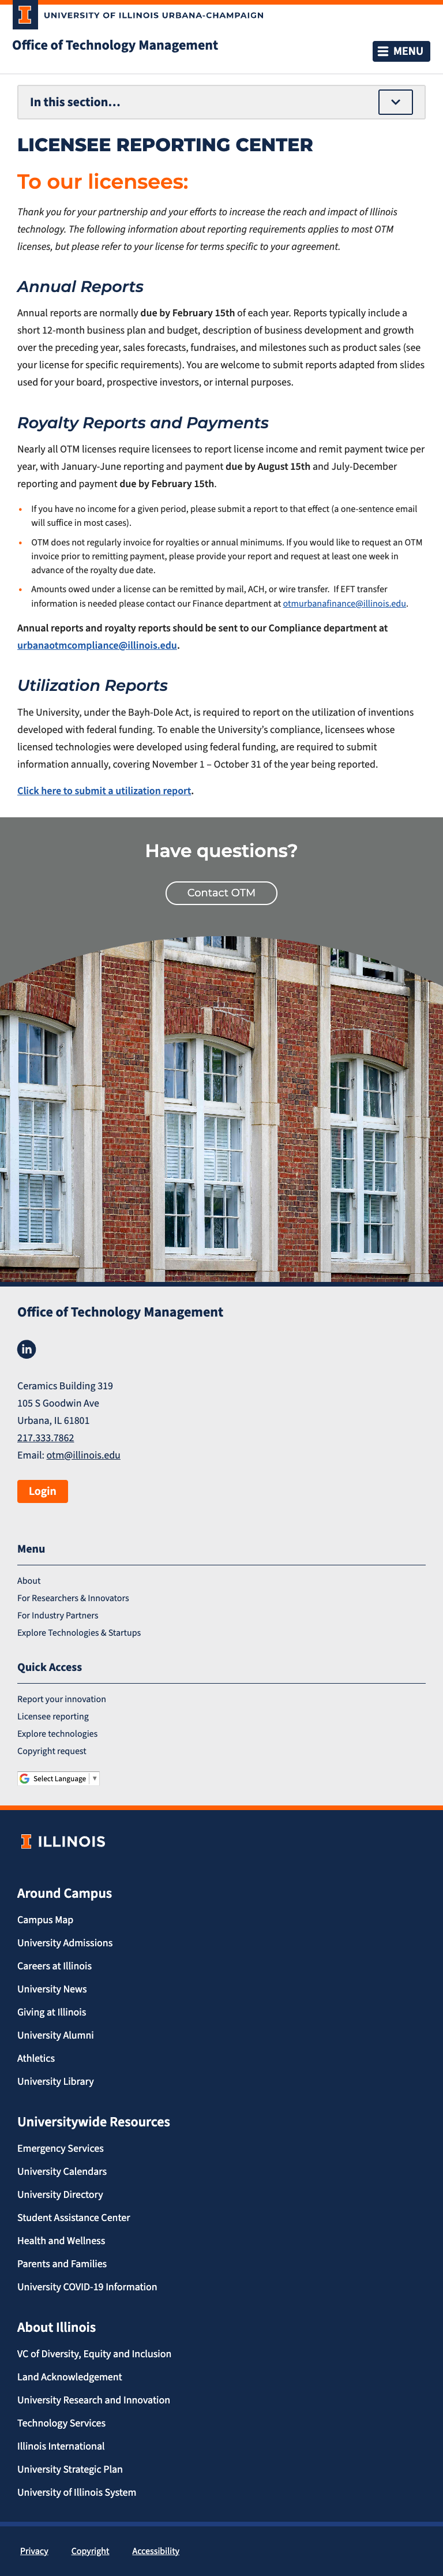 UNIVERSITY OF ILLINOIS URBANA-CHAMPAIGN
Office of Technology Management
MENU
In this section...
LICENSEE REPORTING CENTER
To our licensees:
Thank you for your partnership and your efforts to increase the reach and impact of Illinois
technology. The following information about reporting requirements applies to most OTM
licenses, but please refer to your license for terms specific to your agreement.
Annual Reports
Annual reports are normally due by February 15th of each year. Reports typically include a
short 12-month business plan and budget, description of business development and growth
over the preceding year, sales forecasts, fundraises, and milestones such as product sales (see
your license for specific requirements). You are welcome to submit reports adapted from slides
used for your board, prospective investors, or internal purposes.
Royalty Reports and Payments
Nearly all OTM licenses require licensees to report license income and remit payment twice per
year, with January-June reporting and payment due by August 15th and July-December
reporting and payment due by February 15th.
If you have no income for a given period, please submit a report to that effect (a one-sentence email
will suffice in most cases).
OTM does not regularly invoice for royalties or annual minimums. If you would like to request an OTM
invoice prior to remitting payment, please provide your report and request at least one week in
advance of the royalty due date.
Amounts owed under a license can be remitted by mail, ACH, or wire transfer. If EFT transfer
information is needed please contact our Finance department at otmurbanafinance@illinois.edu.
Annual reports and royalty reports should be sent to our Compliance department at
urbanaotmcompliance@illinois.edu.
Utilization Reports
The University, under the Bayh-Dole Act, is required to report on the utilization of inventions
developed with federal funding. To enable the University's compliance, licensees whose
licensed technologies were developed using federal funding, are required to submit
information annually, covering November 1 – October 31 of the year being reported.
Click here to submit a utilization report.
Have questions?
Contact OTM
Office of Technology Management
in
Ceramics Building 319
105 S Goodwin Ave
Urbana, IL 61801
217.333.7862
Email: otm@illinois.edu
Login
Menu
About
For Researchers & Innovators
For Industry Partners
Explore Technologies & Startups
Quick Access
Report your innovation
Licensee reporting
Explore technologies
Copyright request
Select Language
ILLINOIS
Around Campus
Campus Map
University Admissions
Careers at Illinois
University News
Giving at Illinois
University Alumni
Athletics
University Library
Universitywide Resources
Emergency Services
University Calendars
University Directory
Student Assistance Center
Health and Wellness
Parents and Families
University COVID-19 Information
About Illinois
VC of Diversity, Equity and Inclusion
Land Acknowledgement
University Research and Innovation
Technology Services
Illinois International
University Strategic Plan
University of Illinois System
Privacy Copyright Accessibility